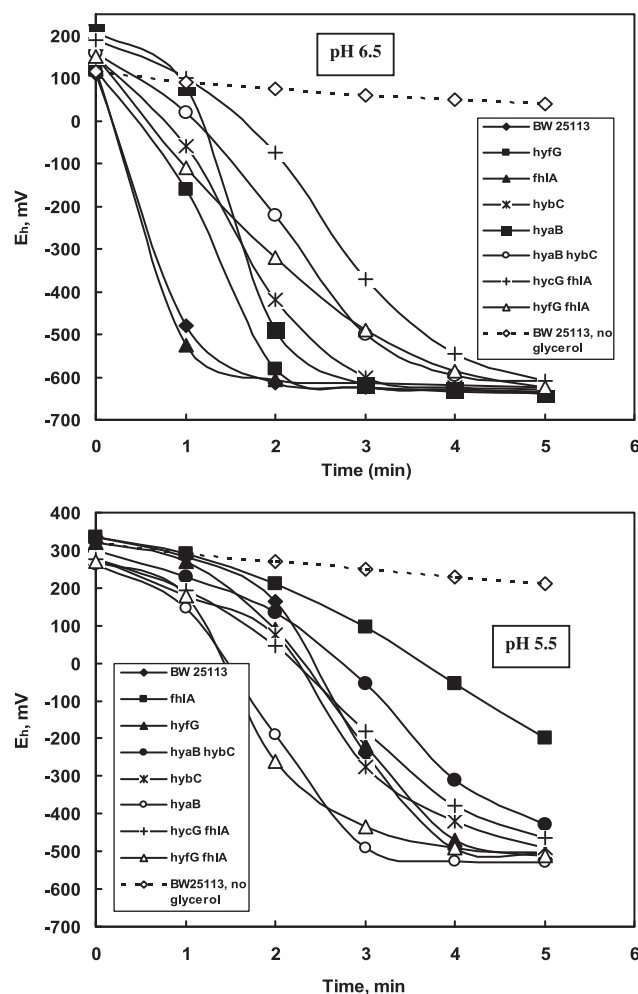 pH 6.5
200
100
0
-100
-200
-300
-400
-500
-600
-700
Eh, mV
0 1 2 3 4 5 6
Time (min)
BW 25113
hyfG
fhlA
hybC
hyaB
hyaB hybC
hycG fhlA
hyfG fhlA
BW 25113, no
glycerol
pH 5.5
400
300
200
100
0
-100
-200
-300
-400
-500
-600
-700
Eh, mV
0 1 2 3 4 5 6
Time, min
BW 25113
fhlA
hyfG
hyaB hybC
hybC
hyaB
hycG fhlA
hyfG fhlA
BW25113, no
glycerol